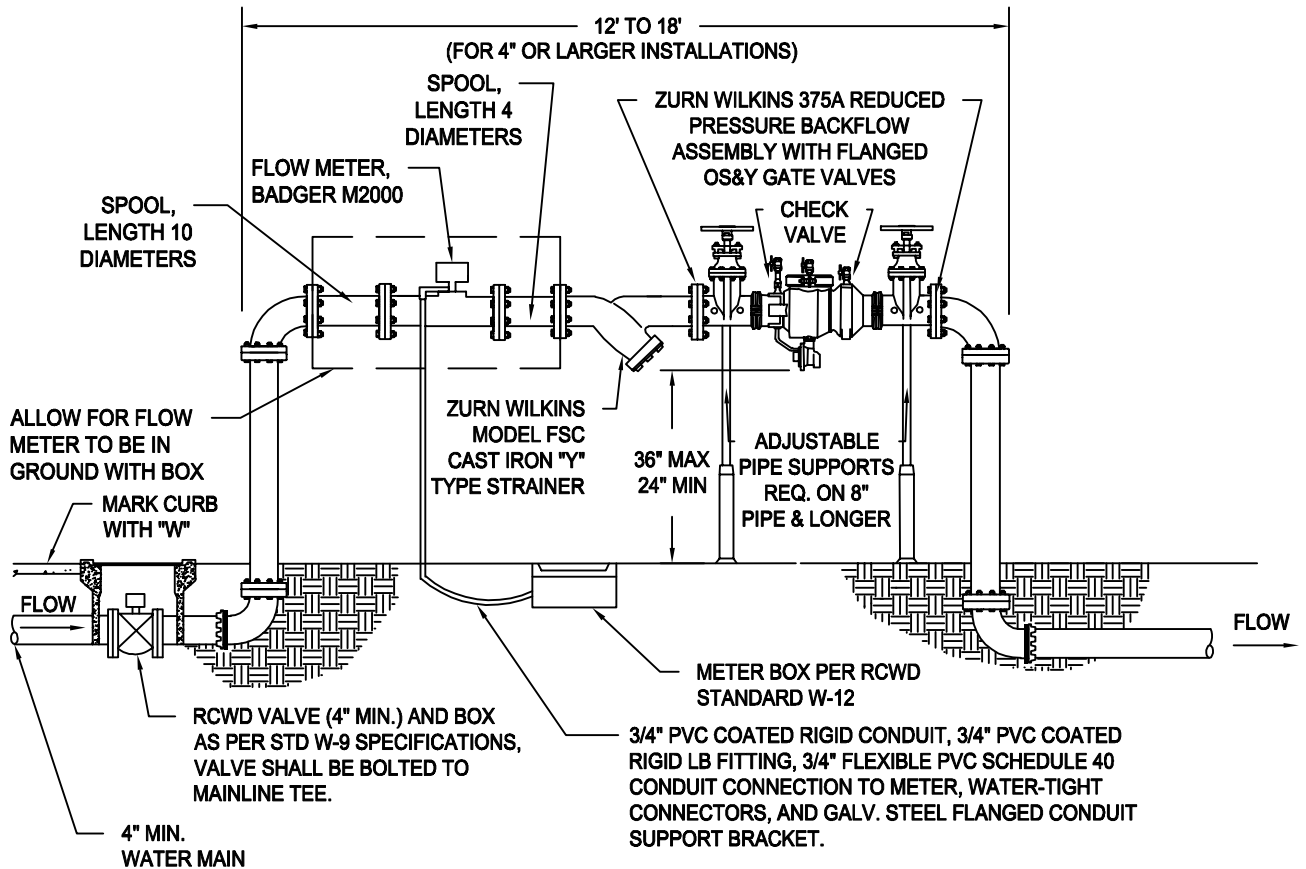 12' TO 18'
(FOR 4" OR LARGER INSTALLATIONS)
SPOOL,
LENGTH 4
DIAMETERS
ZURN WILKINS 375A REDUCED
PRESSURE BACKFLOW
ASSEMBLY WITH FLANGED
OS&Y GATE VALVES
FLOW METER,
BADGER M2000
SPOOL,
LENGTH 10
DIAMETERS
CHECK
VALVE
ALLOW FOR FLOW
METER TO BE IN
GROUND WITH BOX
ZURN WILKINS
MODEL FSC
CAST IRON "Y"
TYPE STRAINER
36" MAX
24" MIN
ADJUSTABLE
PIPE SUPPORTS
REQ. ON 8"
PIPE & LONGER
MARK CURB
WITH "W"
FLOW
FLOW
METER BOX PER RCWD
STANDARD W-12
RCWD VALVE (4" MIN.) AND BOX
AS PER STD W-9 SPECIFICATIONS,
VALVE SHALL BE BOLTED TO
MAINLINE TEE.
3/4" PVC COATED RIGID CONDUIT, 3/4" PVC COATED
RIGID LB FITTING, 3/4" FLEXIBLE PVC SCHEDULE 40
CONDUIT CONNECTION TO METER, WATER-TIGHT
CONNECTORS, AND GALV. STEEL FLANGED CONDUIT
SUPPORT BRACKET.
4" MIN.
WATER MAIN